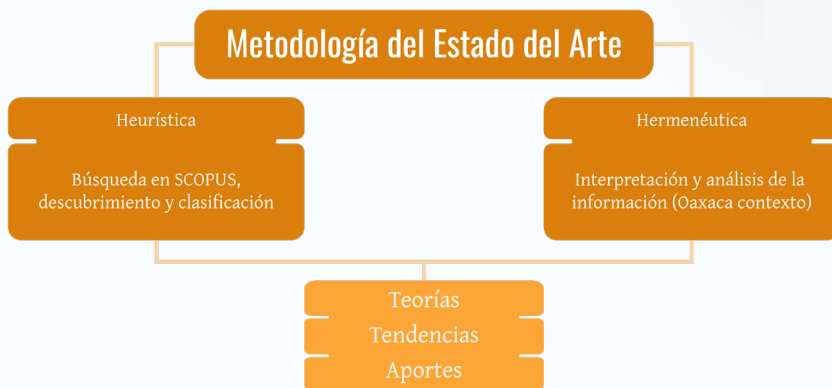 Metodología del Estado del Arte
Heurística
Búsqueda en SCOPUS,
descubrimiento y clasificación
Hermenéutica
Interpretación y análisis de la
información (Oaxaca contexto)
Teorías
Tendencias
Aportes